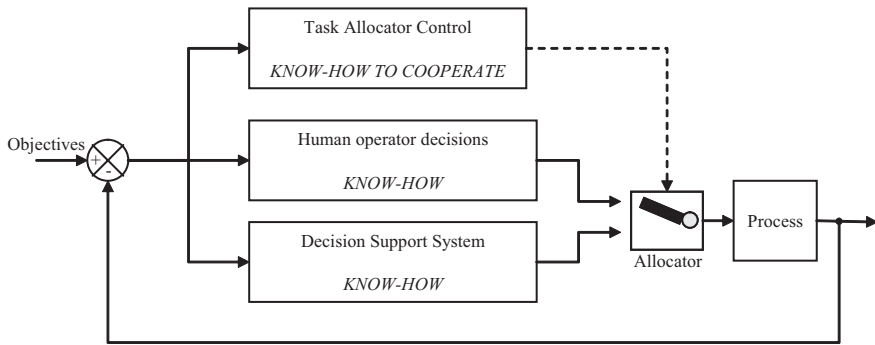 Task Allocator Control
KNOW-HOW TO COOPERATE
Objectives
+
-
Human operator decisions
KNOW-HOW
Decision Support System
KNOW-HOW
Allocator
Process